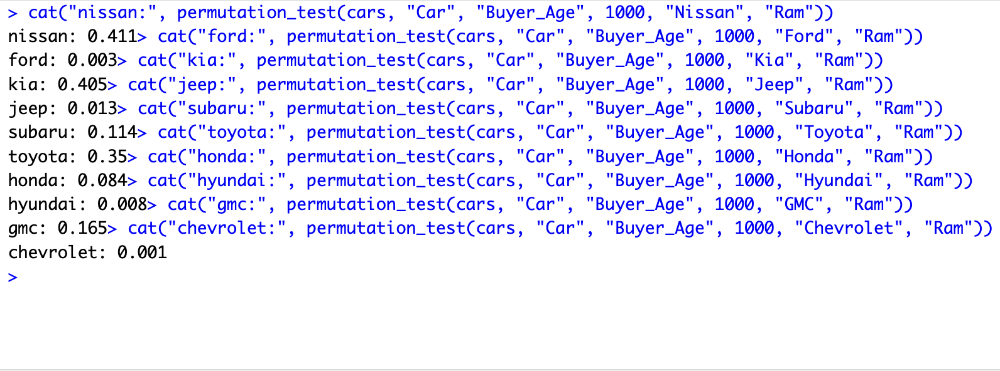 > cat("nissan:", permutation_test(cars, "Car", "Buyer_Age", 1000, "Nissan", "Ram"))
nissan: 0.411> cat("ford:", permutation_test(cars, "Car", "Buyer_Age", 1000, "Ford", "Ram"))
ford: 0.003> cat("kia:", permutation_test(cars, "Car", "Buyer_Age", 1000, "Kia", "Ram"))
kia: 0.405> cat("jeep:", permutation_test(cars, "Car", "Buyer_Age", 1000, "Jeep", "Ram"))
jeep: 0.013> cat("subaru:", permutation_test(cars, "Car", "Buyer_Age", 1000, "Subaru", "Ram"))
subaru: 0.114> cat("toyota:", permutation_test(cars, "Car", "Buyer_Age", 1000, "Toyota", "Ram"))
toyota: 0.35> cat("honda:", permutation_test(cars, "Car", "Buyer_Age", 1000, "Honda", "Ram"))
honda: 0.084> cat("hyundai:", permutation_test(cars, "Car", "Buyer_Age", 1000, "Hyundai", "Ram"))
hyundai: 0.008> cat("gmc:", permutation_test(cars, "Car", "Buyer_Age", 1000, "GMC", "Ram"))
gmc: 0.165> cat("chevrolet:", permutation_test(cars, "Car", "Buyer_Age", 1000, "Chevrolet", "Ram"))
chevrolet: 0.001
>